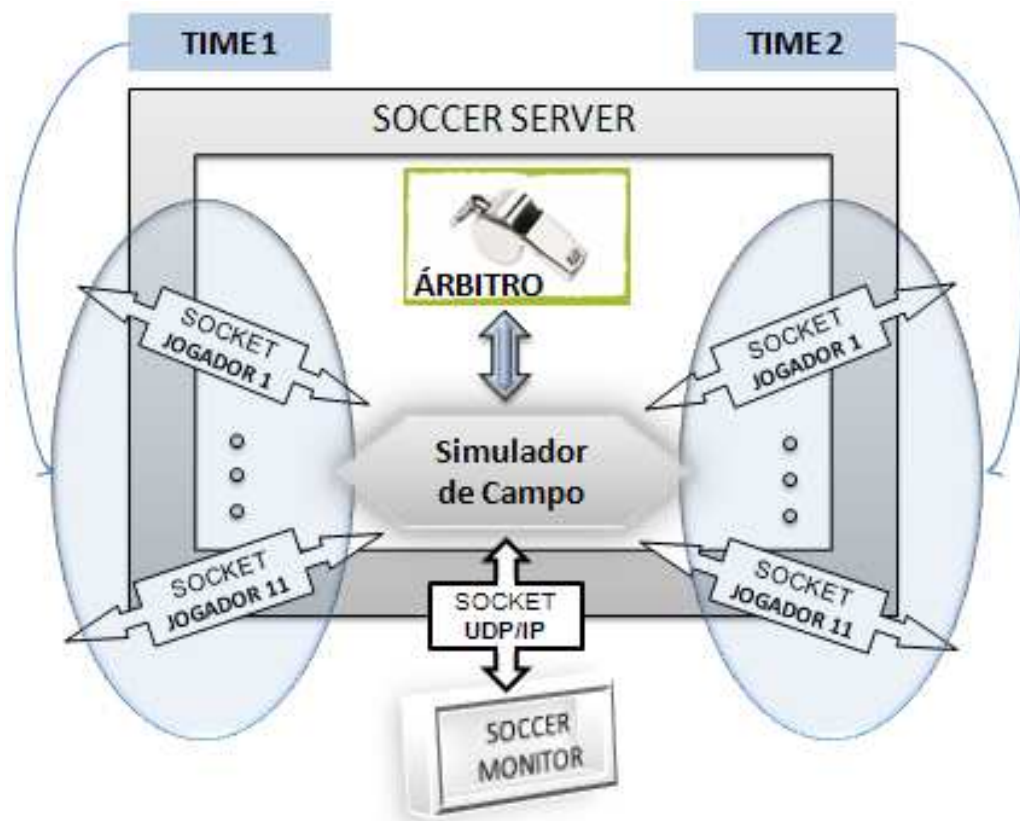 TIME 1
TIME 2
SOCCER SERVER
ÁRBITRO
SOCKET
JOGADOR 1
SOCKET
JOGADOR 1
Simulador
de Campo
SOCKET
JOGADOR 11
SOCKET
UDP/IP
SOCKET
JOGADOR 11
SOCCER
MONITOR